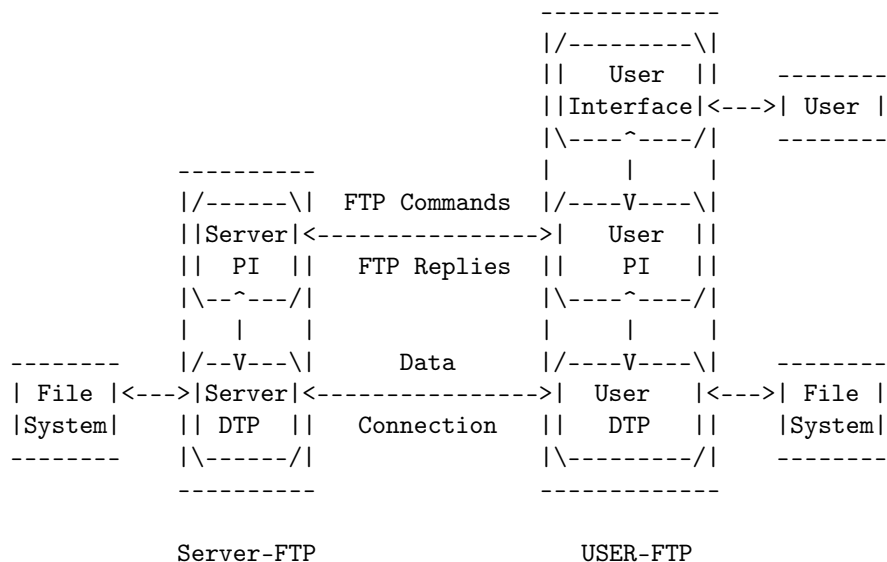 -------------
                                            |/---------\|
                                            ||   User  ||    --------
                                            ||Interface|<--->| User |
                                            |\----^----/|    --------
                  ----------                |     |     |
                  |/------\|  FTP Commands  |/----V----\|
                  ||Server|<---------------->|   User  ||
                  ||  PI  ||   FTP Replies  ||    PI   ||
                  |\--^---/|                |\----^----/|
                  |   |    |                |     |     |
      --------    |/--V---\|      Data      |/----V----\|    --------
      | File |<--->|Server|<---------------->|  User   |<--->| File |
      |System|    || DTP  ||   Connection   ||   DTP   ||    |System|
      --------    |\------/|                |\---------/|    --------
                  ----------                -------------

                  Server-FTP                   USER-FTP